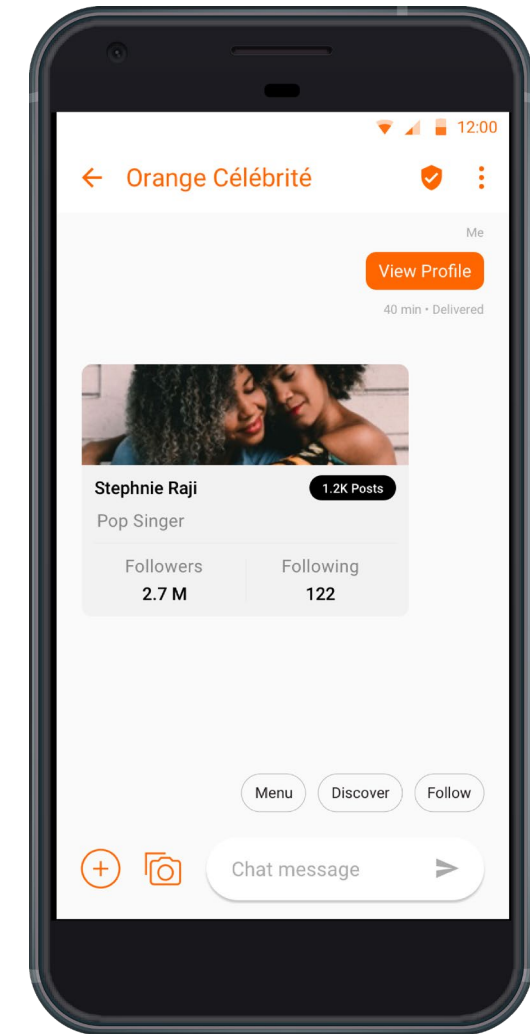 12:00
Orange Célébrité
Me
View Profile
40 min • Delivered
Stephnie Raji
1.2K Posts
Pop Singer
Followers
Following
2.7 M
122
Menu
Discover
Follow
Chat message